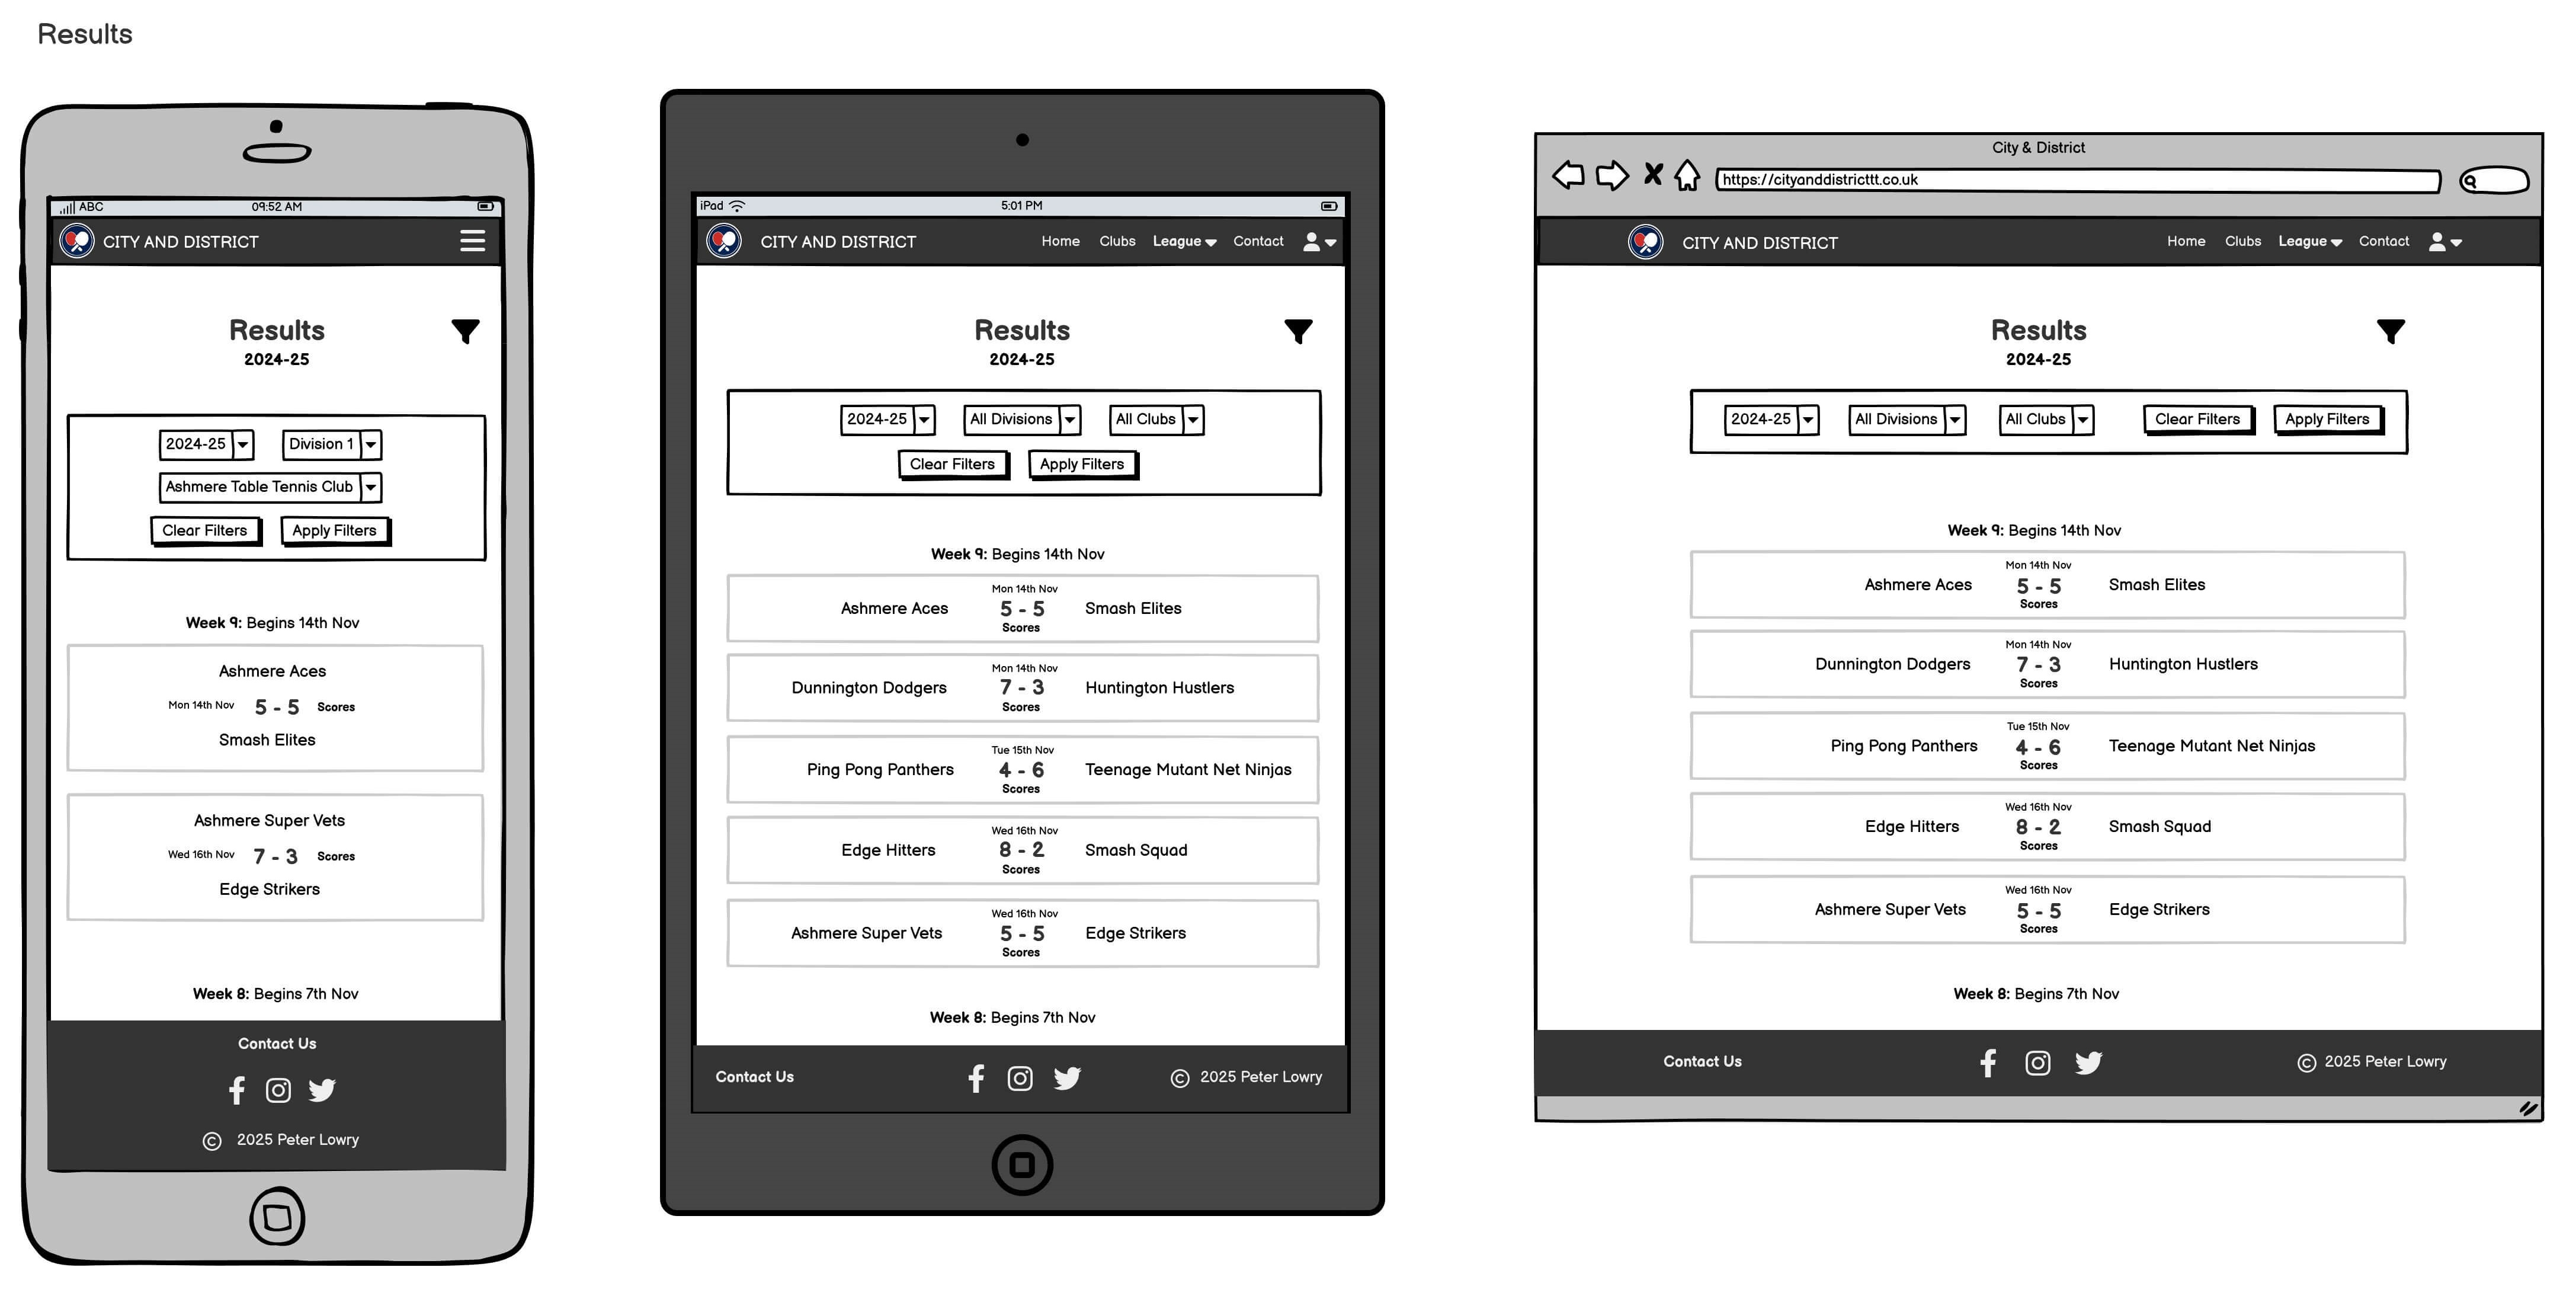 Results
ABC 09:52 AM
CITY AND DISTRICT
Results
2024-25
2024-25 Division 1
Ashmere Table Tennis Club
Clear Filters Apply Filters
Week 9: Begins 14th Nov
Ashmere Aces
Mon 14th Nov 5 - 5 Scores
Smash Elites
Ashmere Super Vets
Wed 16th Nov 7 - 3 Scores
Edge Strikers
Week 8: Begins 7th Nov
Contact Us
© 2025 Peter Lowry
iPad 5:01 PM
CITY AND DISTRICT Home Clubs League Contact
Results
2024-25
2024-25 All Divisions All Clubs
Clear Filters Apply Filters
Week 9: Begins 14th Nov
Mon 14th Nov
Ashmere Aces 5 - 5 Smash Elites
Scores
Mon 14th Nov
Dunnington Dodgers 7 - 3 Huntington Hustlers
Scores
Tue 15th Nov
Ping Pong Panthers 4 - 6 Teenage Mutant Net Ninjas
Scores
Wed 16th Nov
Edge Hitters 8 - 2 Smash Squad
Scores
Wed 16th Nov
Ashmere Super Vets 5 - 5 Edge Strikers
Scores
Week 8: Begins 7th Nov
Contact Us © 2025 Peter Lowry
City & District
https://cityanddistricttt.co.uk
CITY AND DISTRICT Home Clubs League Contact
Results
2024-25
2024-25 All Divisions All Clubs Clear Filters Apply Filters
Week 9: Begins 14th Nov
Mon 14th Nov
Ashmere Aces 5 - 5 Smash Elites
Scores
Mon 14th Nov
Dunnington Dodgers 7 - 3 Huntington Hustlers
Scores
Tue 15th Nov
Ping Pong Panthers 4 - 6 Teenage Mutant Net Ninjas
Scores
Wed 16th Nov
Edge Hitters 8 - 2 Smash Squad
Scores
Wed 16th Nov
Ashmere Super Vets 5 - 5 Edge Strikers
Scores
Week 8: Begins 7th Nov
Contact Us © 2025 Peter Lowry